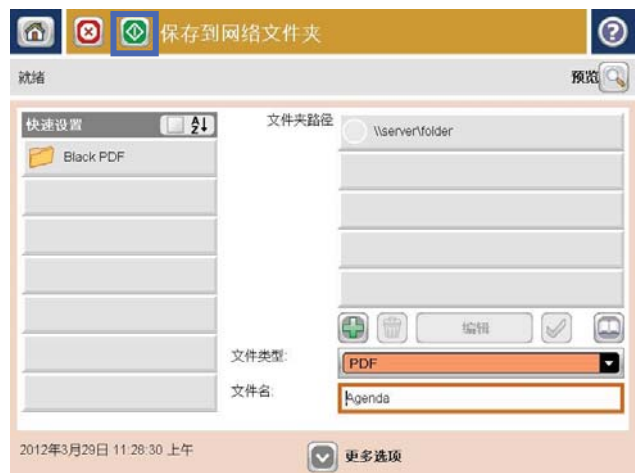 保存到网络文件夹
就绪
预览
快速设置
Black PDF
文件夹路径
\\server\folder
编辑
文件类型:
PDF
文件名:
Agenda
2012年3月29日 11:28:30 上午
更多选项